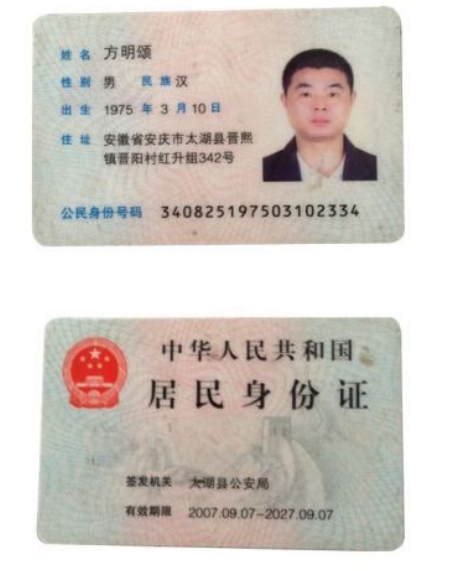 姓名 方明颂
性别 男 民族 汉
出生 1975 年 3 月 10 日
住址 安徽省安庆市太湖县晋熙
镇晋阳村红升组342号
公民身份号码 340825197503102334
中华人民共和国
居民身份证
签发机关 太湖县公安局
有效期限 2007.09.07-2027.09.07